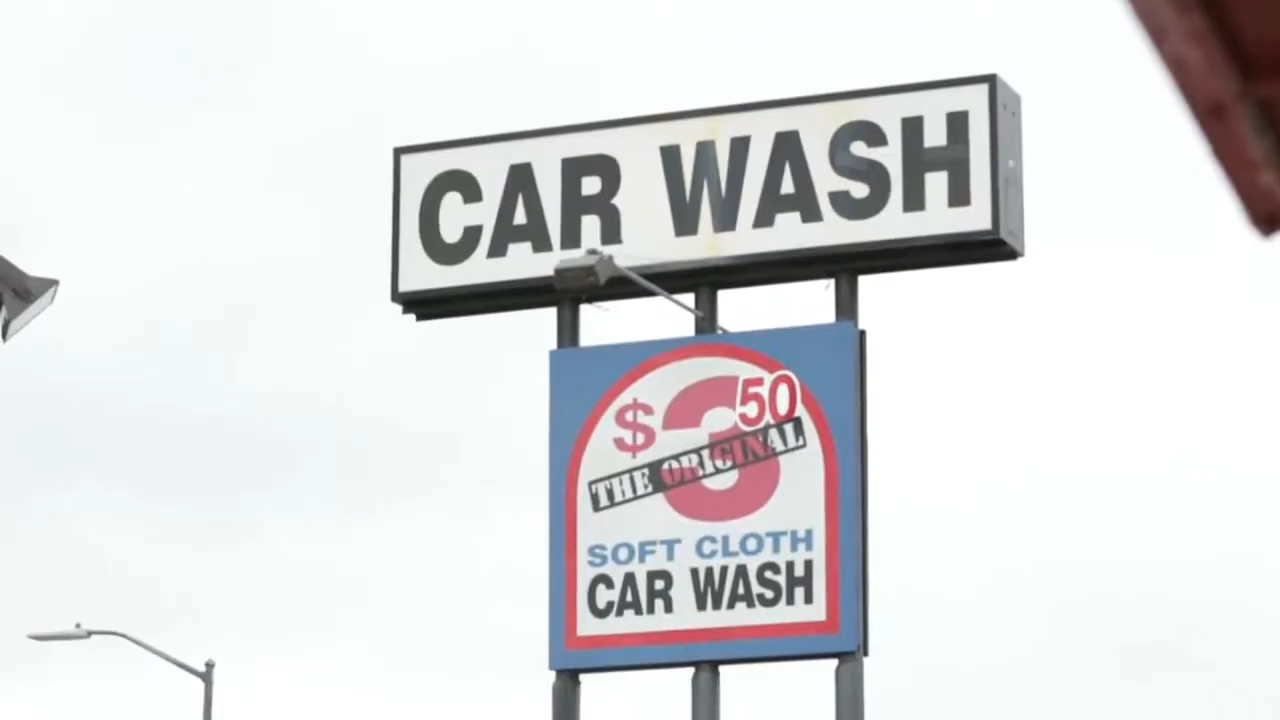 CAR WASH
$3 50
THE ORIGINAL
SOFT CLOTH
CAR WASH